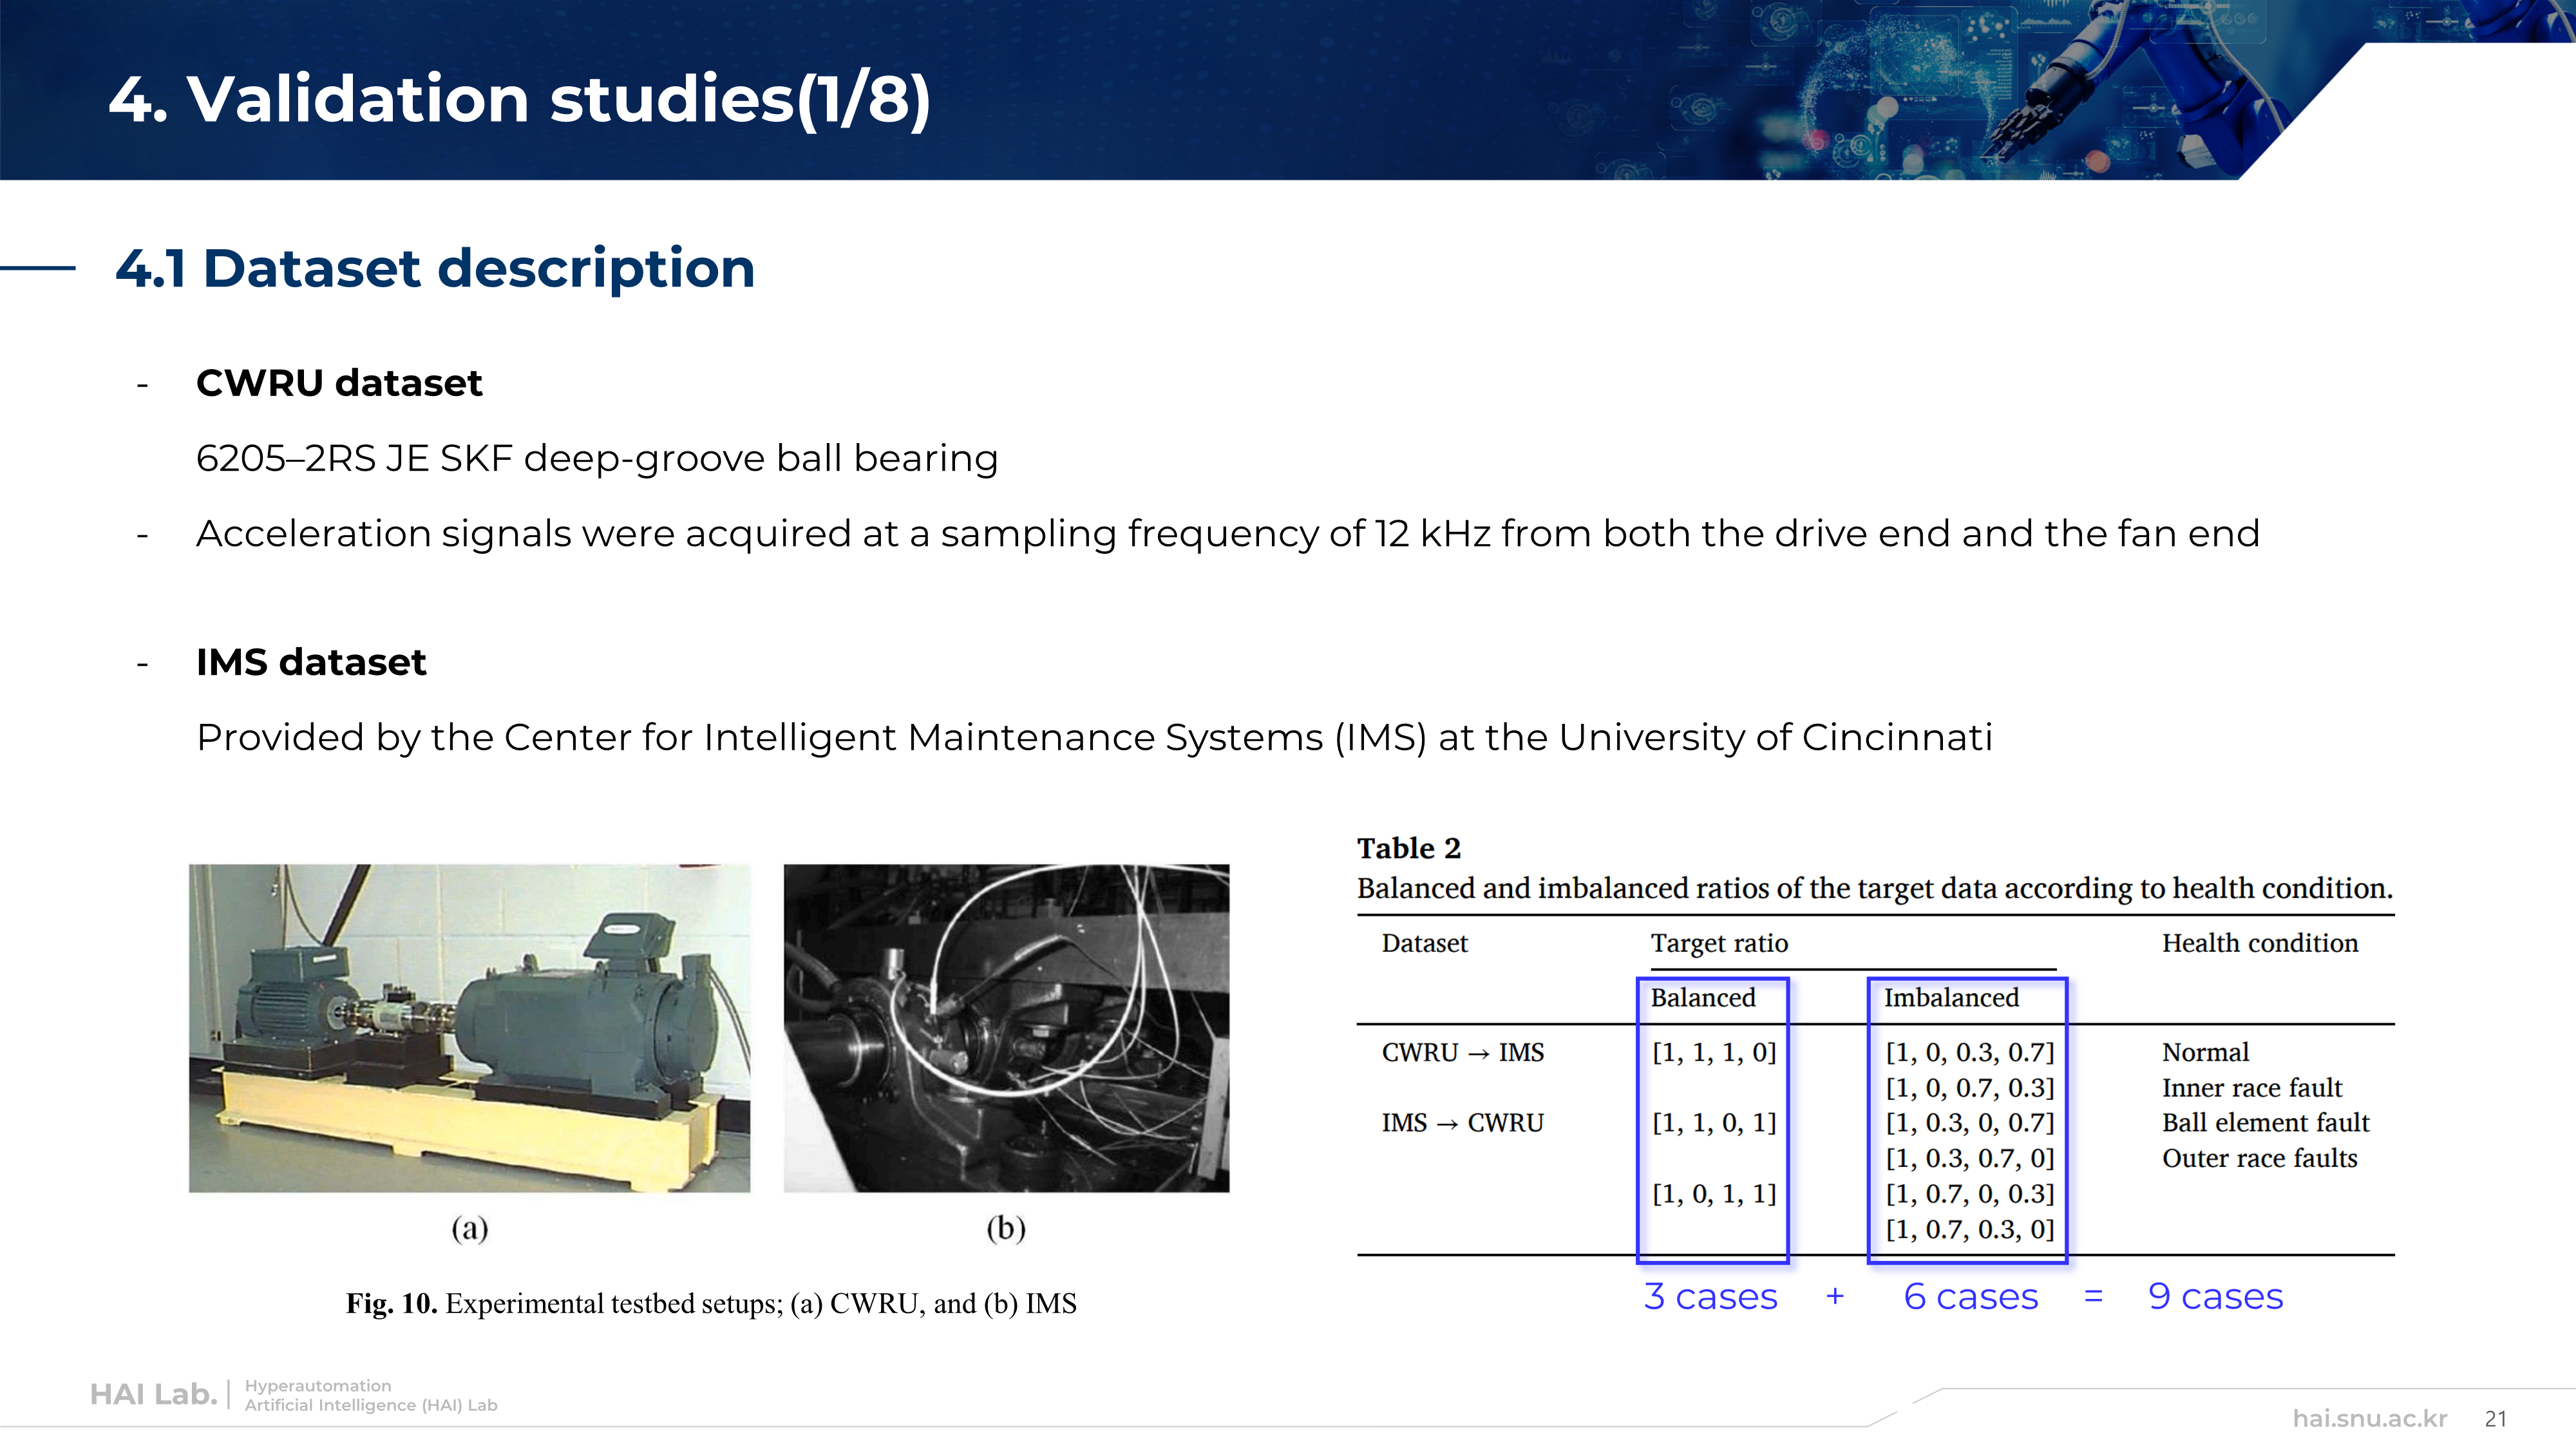 4. Validation studies(1/8)
4.1 Dataset description
- CWRU dataset
6205–2RS JE SKF deep-groove ball bearing
- Acceleration signals were acquired at a sampling frequency of 12 kHz from both the drive end and the fan end
- IMS dataset
Provided by the Center for Intelligent Maintenance Systems (IMS) at the University of Cincinnati
(a) (b)
Fig. 10. Experimental testbed setups; (a) CWRU, and (b) IMS
Table 2
Balanced and imbalanced ratios of the target data according to health condition.
Dataset Target ratio Health condition
Balanced Imbalanced
CWRU → IMS [1, 1, 1, 0] [1, 0, 0.3, 0.7] Normal
[1, 0, 0.7, 0.3] Inner race fault
IMS → CWRU [1, 1, 0, 1] [1, 0.3, 0, 0.7] Ball element fault
[1, 0.3, 0.7, 0] Outer race faults
[1, 0, 1, 1] [1, 0.7, 0, 0.3]
[1, 0.7, 0.3, 0]
3 cases + 6 cases = 9 cases
HAI Lab. | Hyperautomation
Artificial Intelligence (HAI) Lab
hai.snu.ac.kr 21